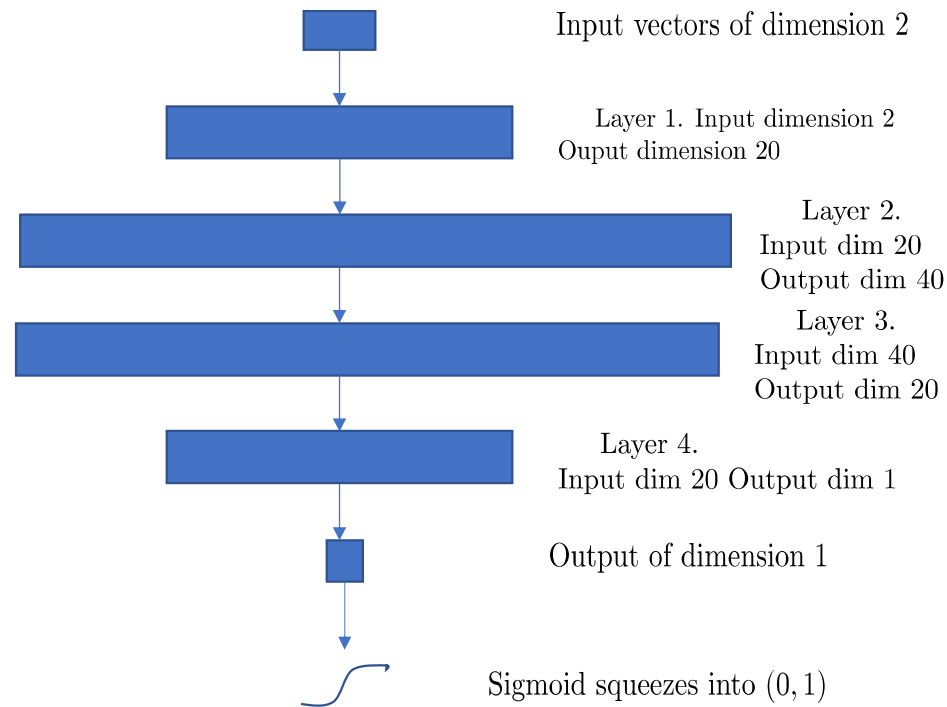 Input vectors of dimension 2
Layer 1. Input dimension 2
Ouput dimension 20
Layer 2.
Input dim 20
Output dim 40
Layer 3.
Input dim 40
Output dim 20
Layer 4.
Input dim 20 Output dim 1
Output of dimension 1
Sigmoid squeezes into (0, 1)